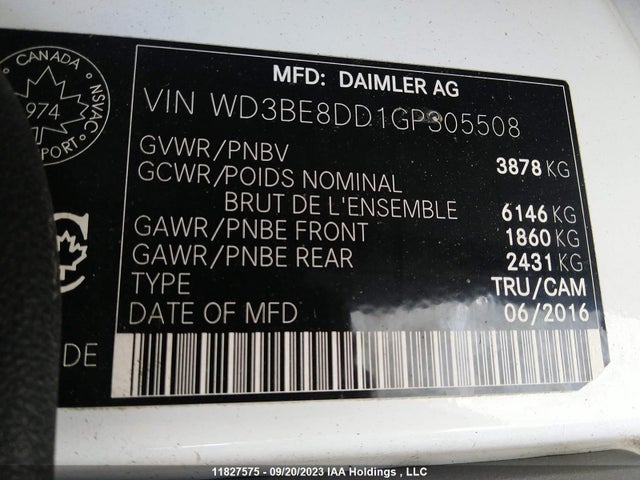 CANADA
NSVAC
974
PORT
MFD: DAIMLER AG
VIN WD3BE8DD1GP305508
GVWR/PNBV 3878 KG
GCWR/POIDS NOMINAL
BRUT DE L'ENSEMBLE 6146 KG
GAWR/PNBE FRONT 1860 KG
GAWR/PNBE REAR 2431 KG
TYPE TRU/CAM
DATE OF MFD 06/2016
DE
11827575 - 09/20/2023 IAA Holdings , LLC